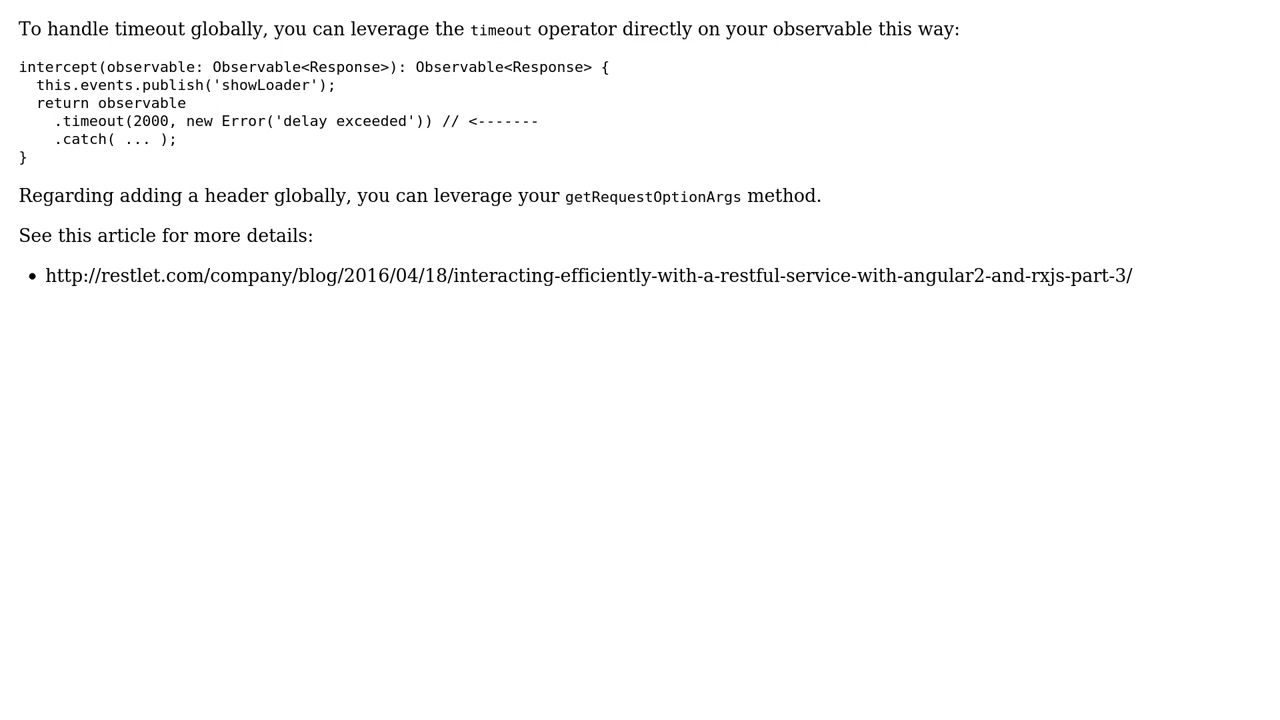 To handle timeout globally, you can leverage the timeout operator directly on your observable this way:
intercept(observable: Observable<Response>): Observable<Response> {
  this.events.publish('showLoader');
  return observable
    .timeout(2000, new Error('delay exceeded')) // <-------
    .catch( ... );
}
Regarding adding a header globally, you can leverage your getRequestOptionArgs method.
See this article for more details:
• http://restlet.com/company/blog/2016/04/18/interacting-efficiently-with-a-restful-service-with-angular2-and-rxjs-part-3/